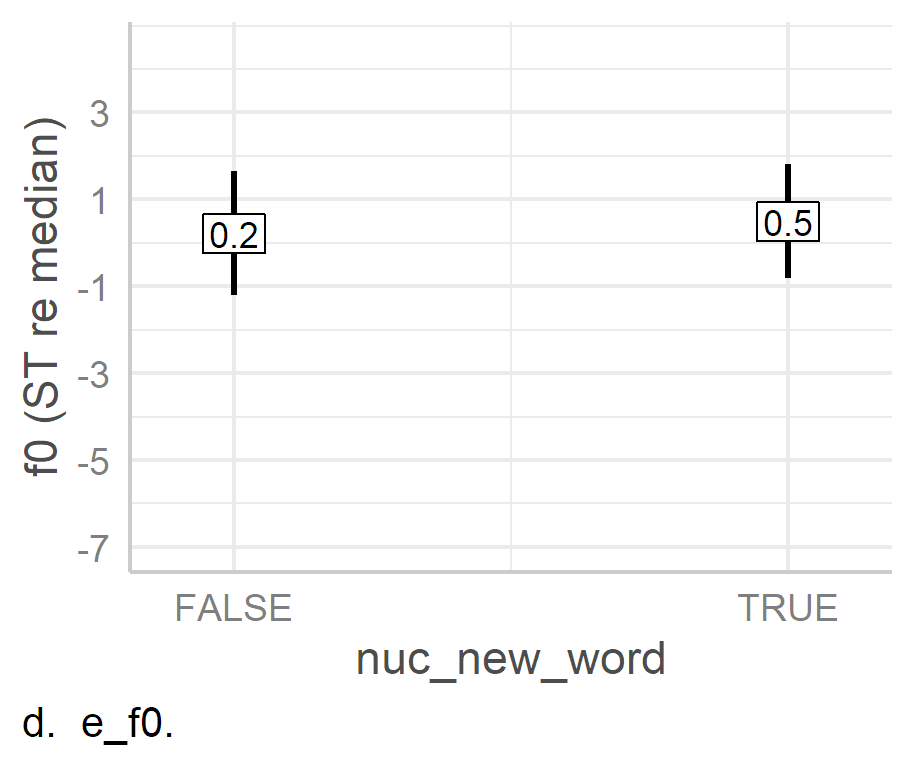 f0 (ST re median)
3
1
-1
-3
-5
-7
0.2
0.5
FALSE
TRUE
nuc_new_word
d. e_f0.